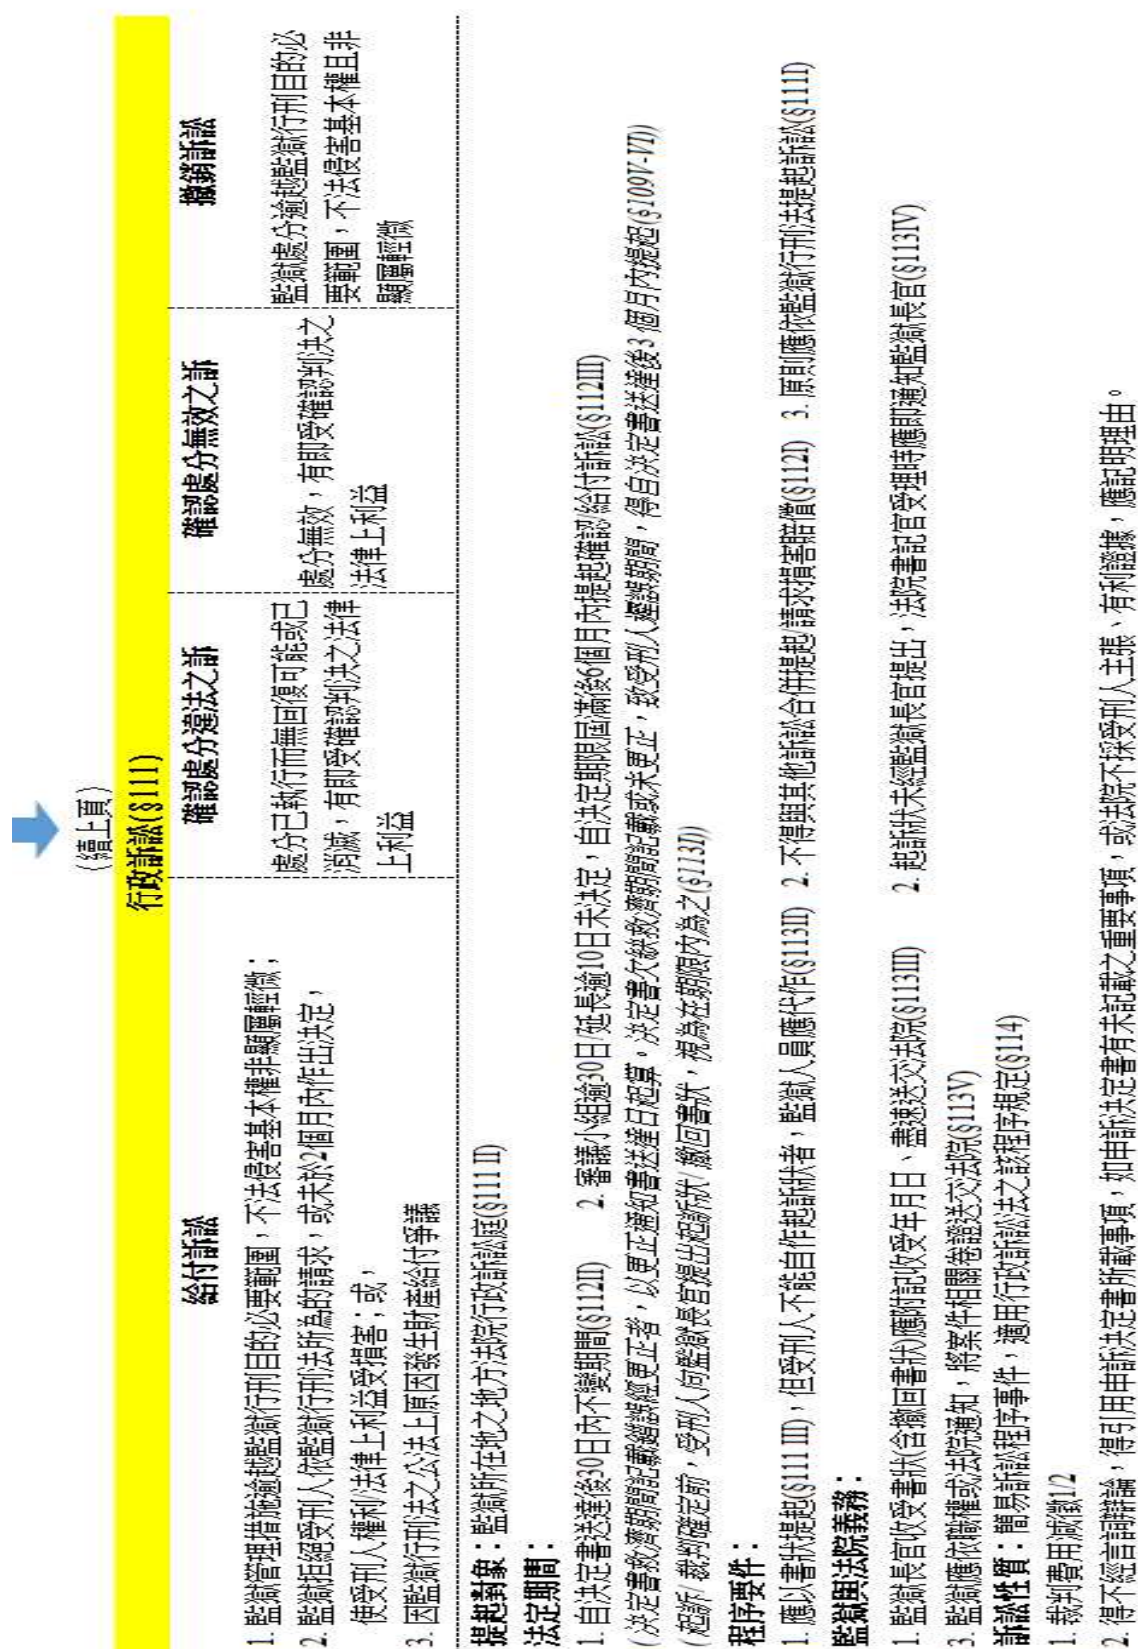 (續上頁)
行政訴訟(§111)
給付訴訟
1. 監獄管理措施逾越監獄行刑目的必要範圍，不法侵害基本權非顯屬輕微；
2. 監獄拒絕受刑人依監獄行刑法所為的請求，或未於2個月內作出決定，
使受刑人權利/法律上利益受損害；或，
3. 因監獄行刑法之公法上原因發生財產給付爭議
確認處分違法之訴
處分已執行而無回復可能或已
消滅，有即受確認判決之法律
上利益
確認處分無效之訴
處分無效，有即受確認判決之
法律上利益
撤銷訴訟
監獄處分逾越監獄行刑目的必
要範圍，不法侵害基本權且非
顯屬輕微
提起對象：監獄所在地之地方法院行政訴訟庭(§111 II)
法定期間：
1. 自決定書送達後30日內不變期間(§112II) 2. 審議小組逾30日/延長逾10日未決定，自決定期限屆滿後6個月內提起確認/給付訴訟(§112III)
(決定書救濟期間記載錯誤經更正者，以更正通知書送達日起算。決定書欠缺救濟期間記載或未更正，致受刑人遲誤期間，得自決定書送達後3個月內提起(§109V-VI))
(起訴/裁判確定前，受刑人向監獄長官提出起訴狀/撤回書狀，視為在期限內為之(§113I))
程序要件：
1. 應以書狀提起(§111 III)，但受刑人不能自作起訴狀者，監獄人員應代作(§113II) 2. 不得與其他訴訟合併提起/請求損害賠償(§112I) 3. 原則應依監獄行刑法提起訴訟(§111I)
監獄與法院義務：
1. 監獄長官收受書狀(含撤回書狀)應附記收受年月日、盡速送交法院(§113III) 2. 起訴狀未經監獄長官提出，法院書記官受理時應即通知監獄長官(§113IV)
3. 監獄應依職權或法院通知，將案件相關卷證送交法院(§113V)
訴訟性質：簡易訴訟程序事件，適用行政訴訟法之該程序規定(§114)
1. 裁判費用減徵1/2
2. 得不經言詞辯論，得引用申訴決定書所載事項，如申訴決定書有未記載之重要事項，或法院不採受刑人主張、有利證據，應記明理由。